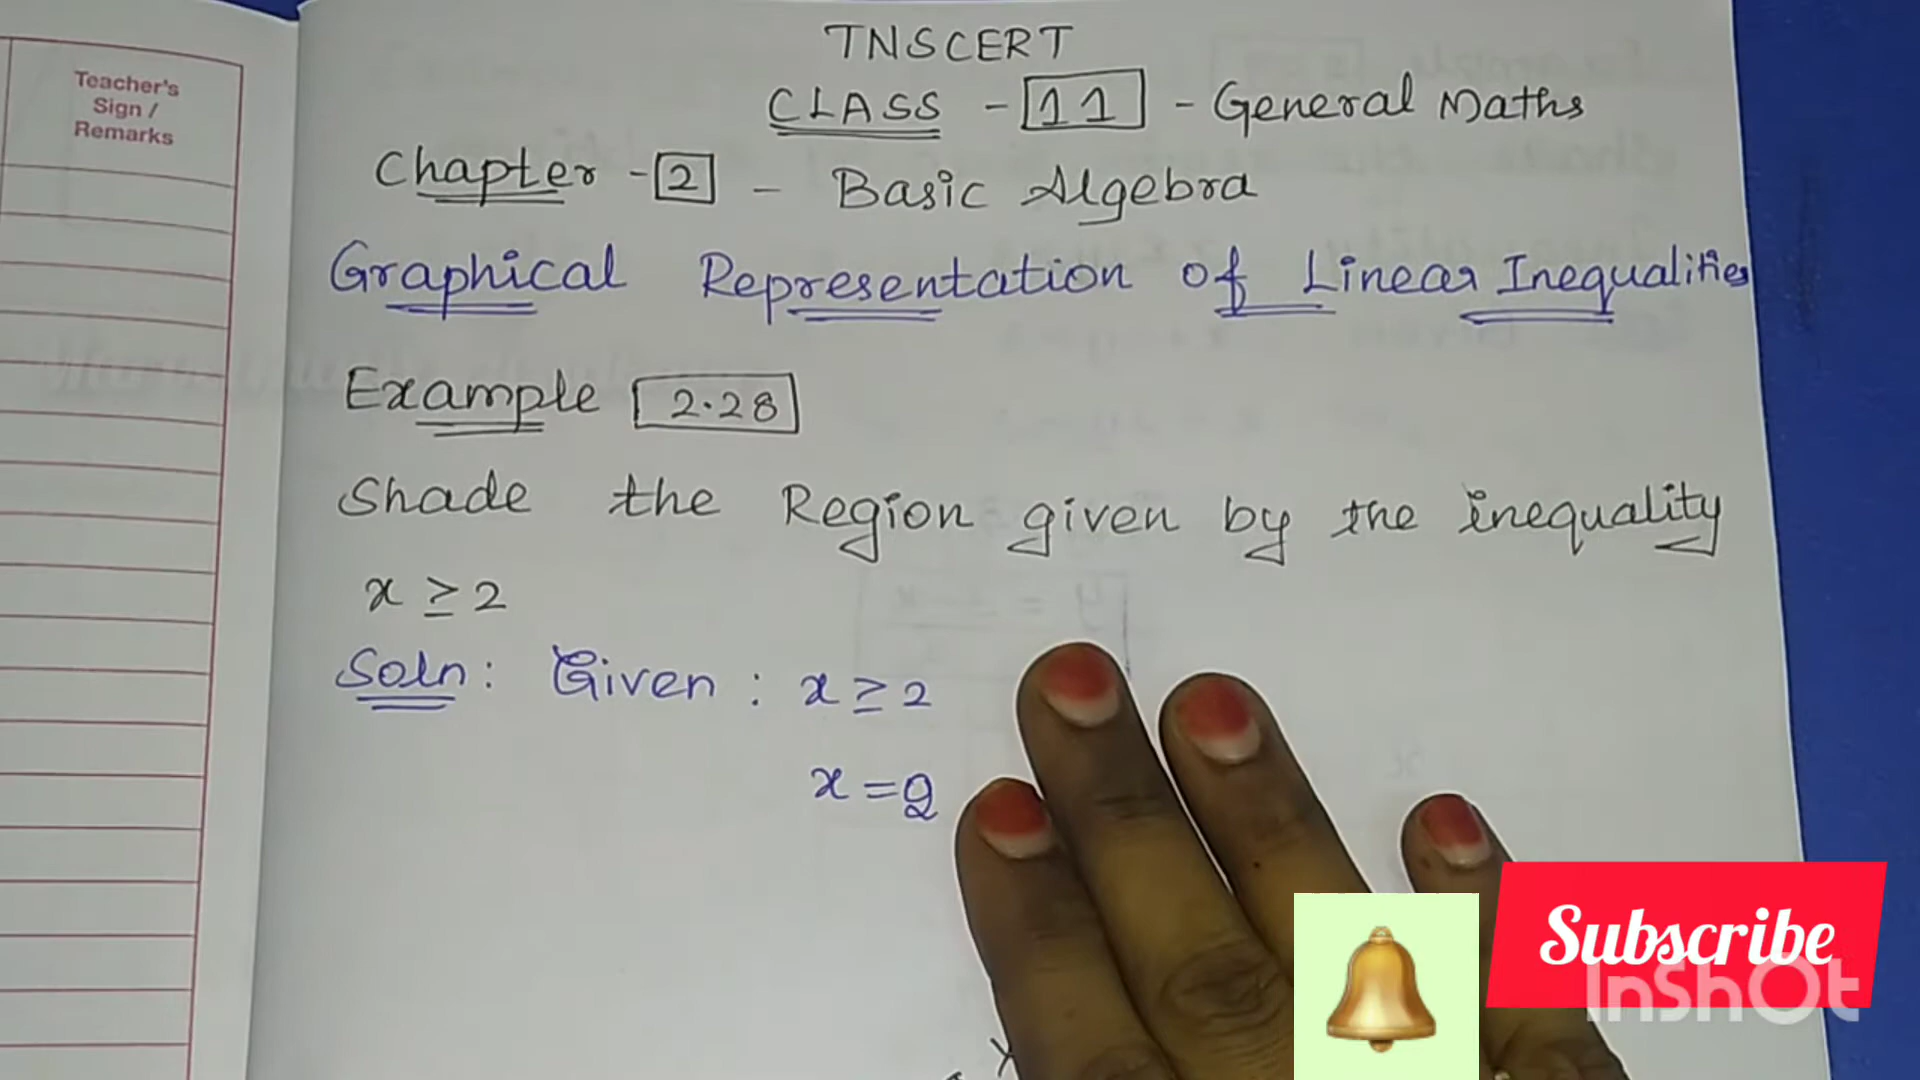 Teacher's
Sign /
Remarks
TNSCERT
CLASS - 11 - General Maths
Chapter - 2 - Basic Algebra
Graphical Representation of Linear Inequalities
Example 2.28
Shade the Region given by the inequality
x ≥ 2
Soln : Given : x ≥ 2
x = 2
Subscribe
InShOt